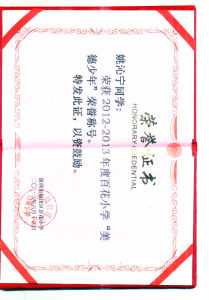 荣誉证书
HONORARY CREDENTIAL
姚沁宁同学：
荣获2012-2013年度百花小学“美
德少年”荣誉称号。
特发此证，以资鼓励。